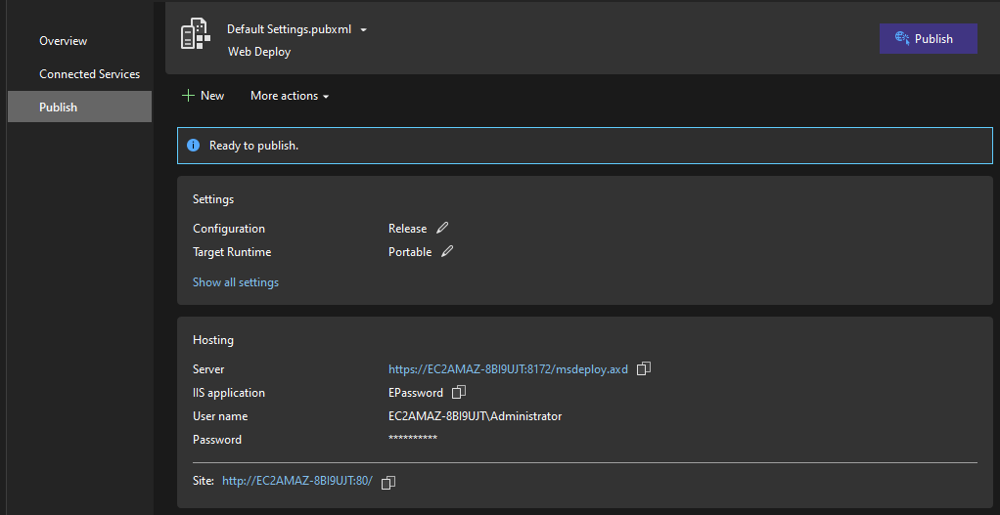 Overview
Connected Services
Publish
Default Settings.pubxml
Web Deploy
Publish
New
More actions
Ready to publish.
Settings
Configuration Release
Target Runtime Portable
Show all settings
Hosting
Server https://EC2AMAZ-8BI9UJT:8172/msdeploy.axd
IIS application EPassword
User name EC2AMAZ-8BI9UJT\Administrator
Password **********
Site: http://EC2AMAZ-8BI9UJT:80/